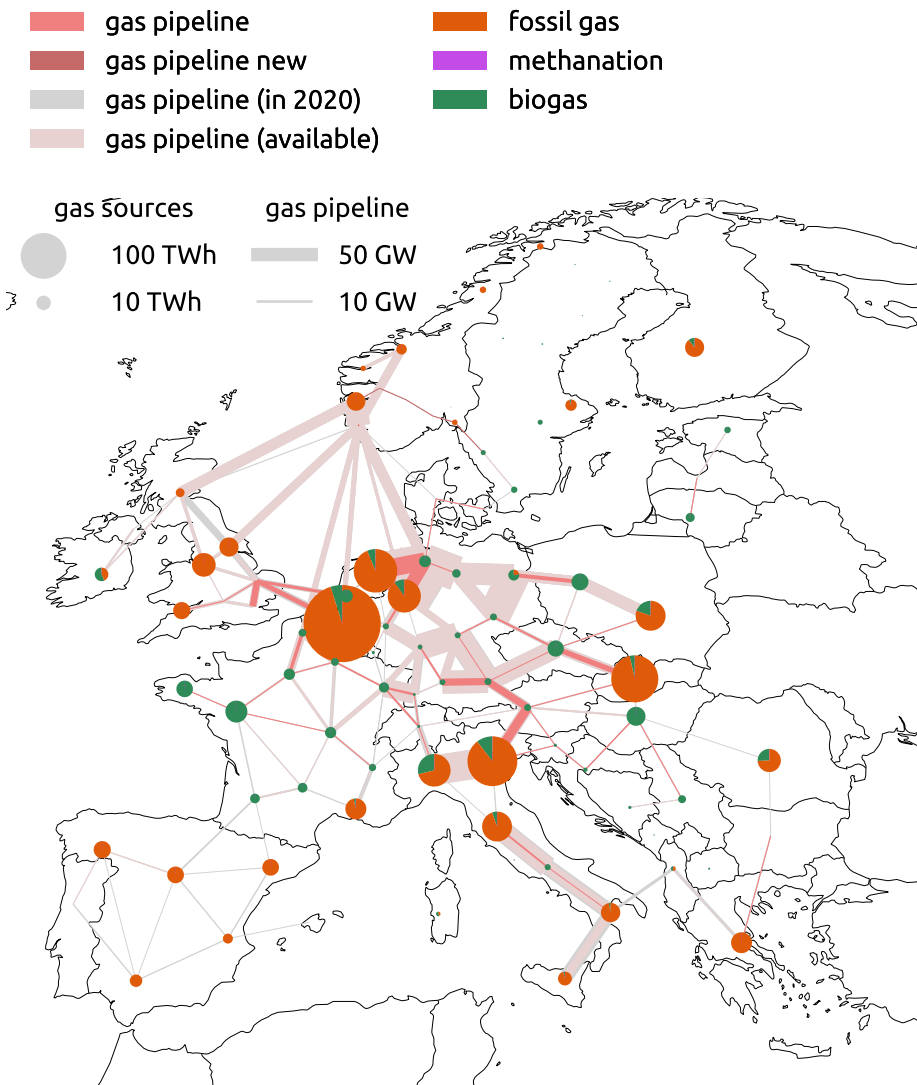 gas pipeline
gas pipeline new
gas pipeline (in 2020)
gas pipeline (available)
fossil gas
methanation
biogas
gas sources
100 TWh
10 TWh
gas pipeline
50 GW
10 GW